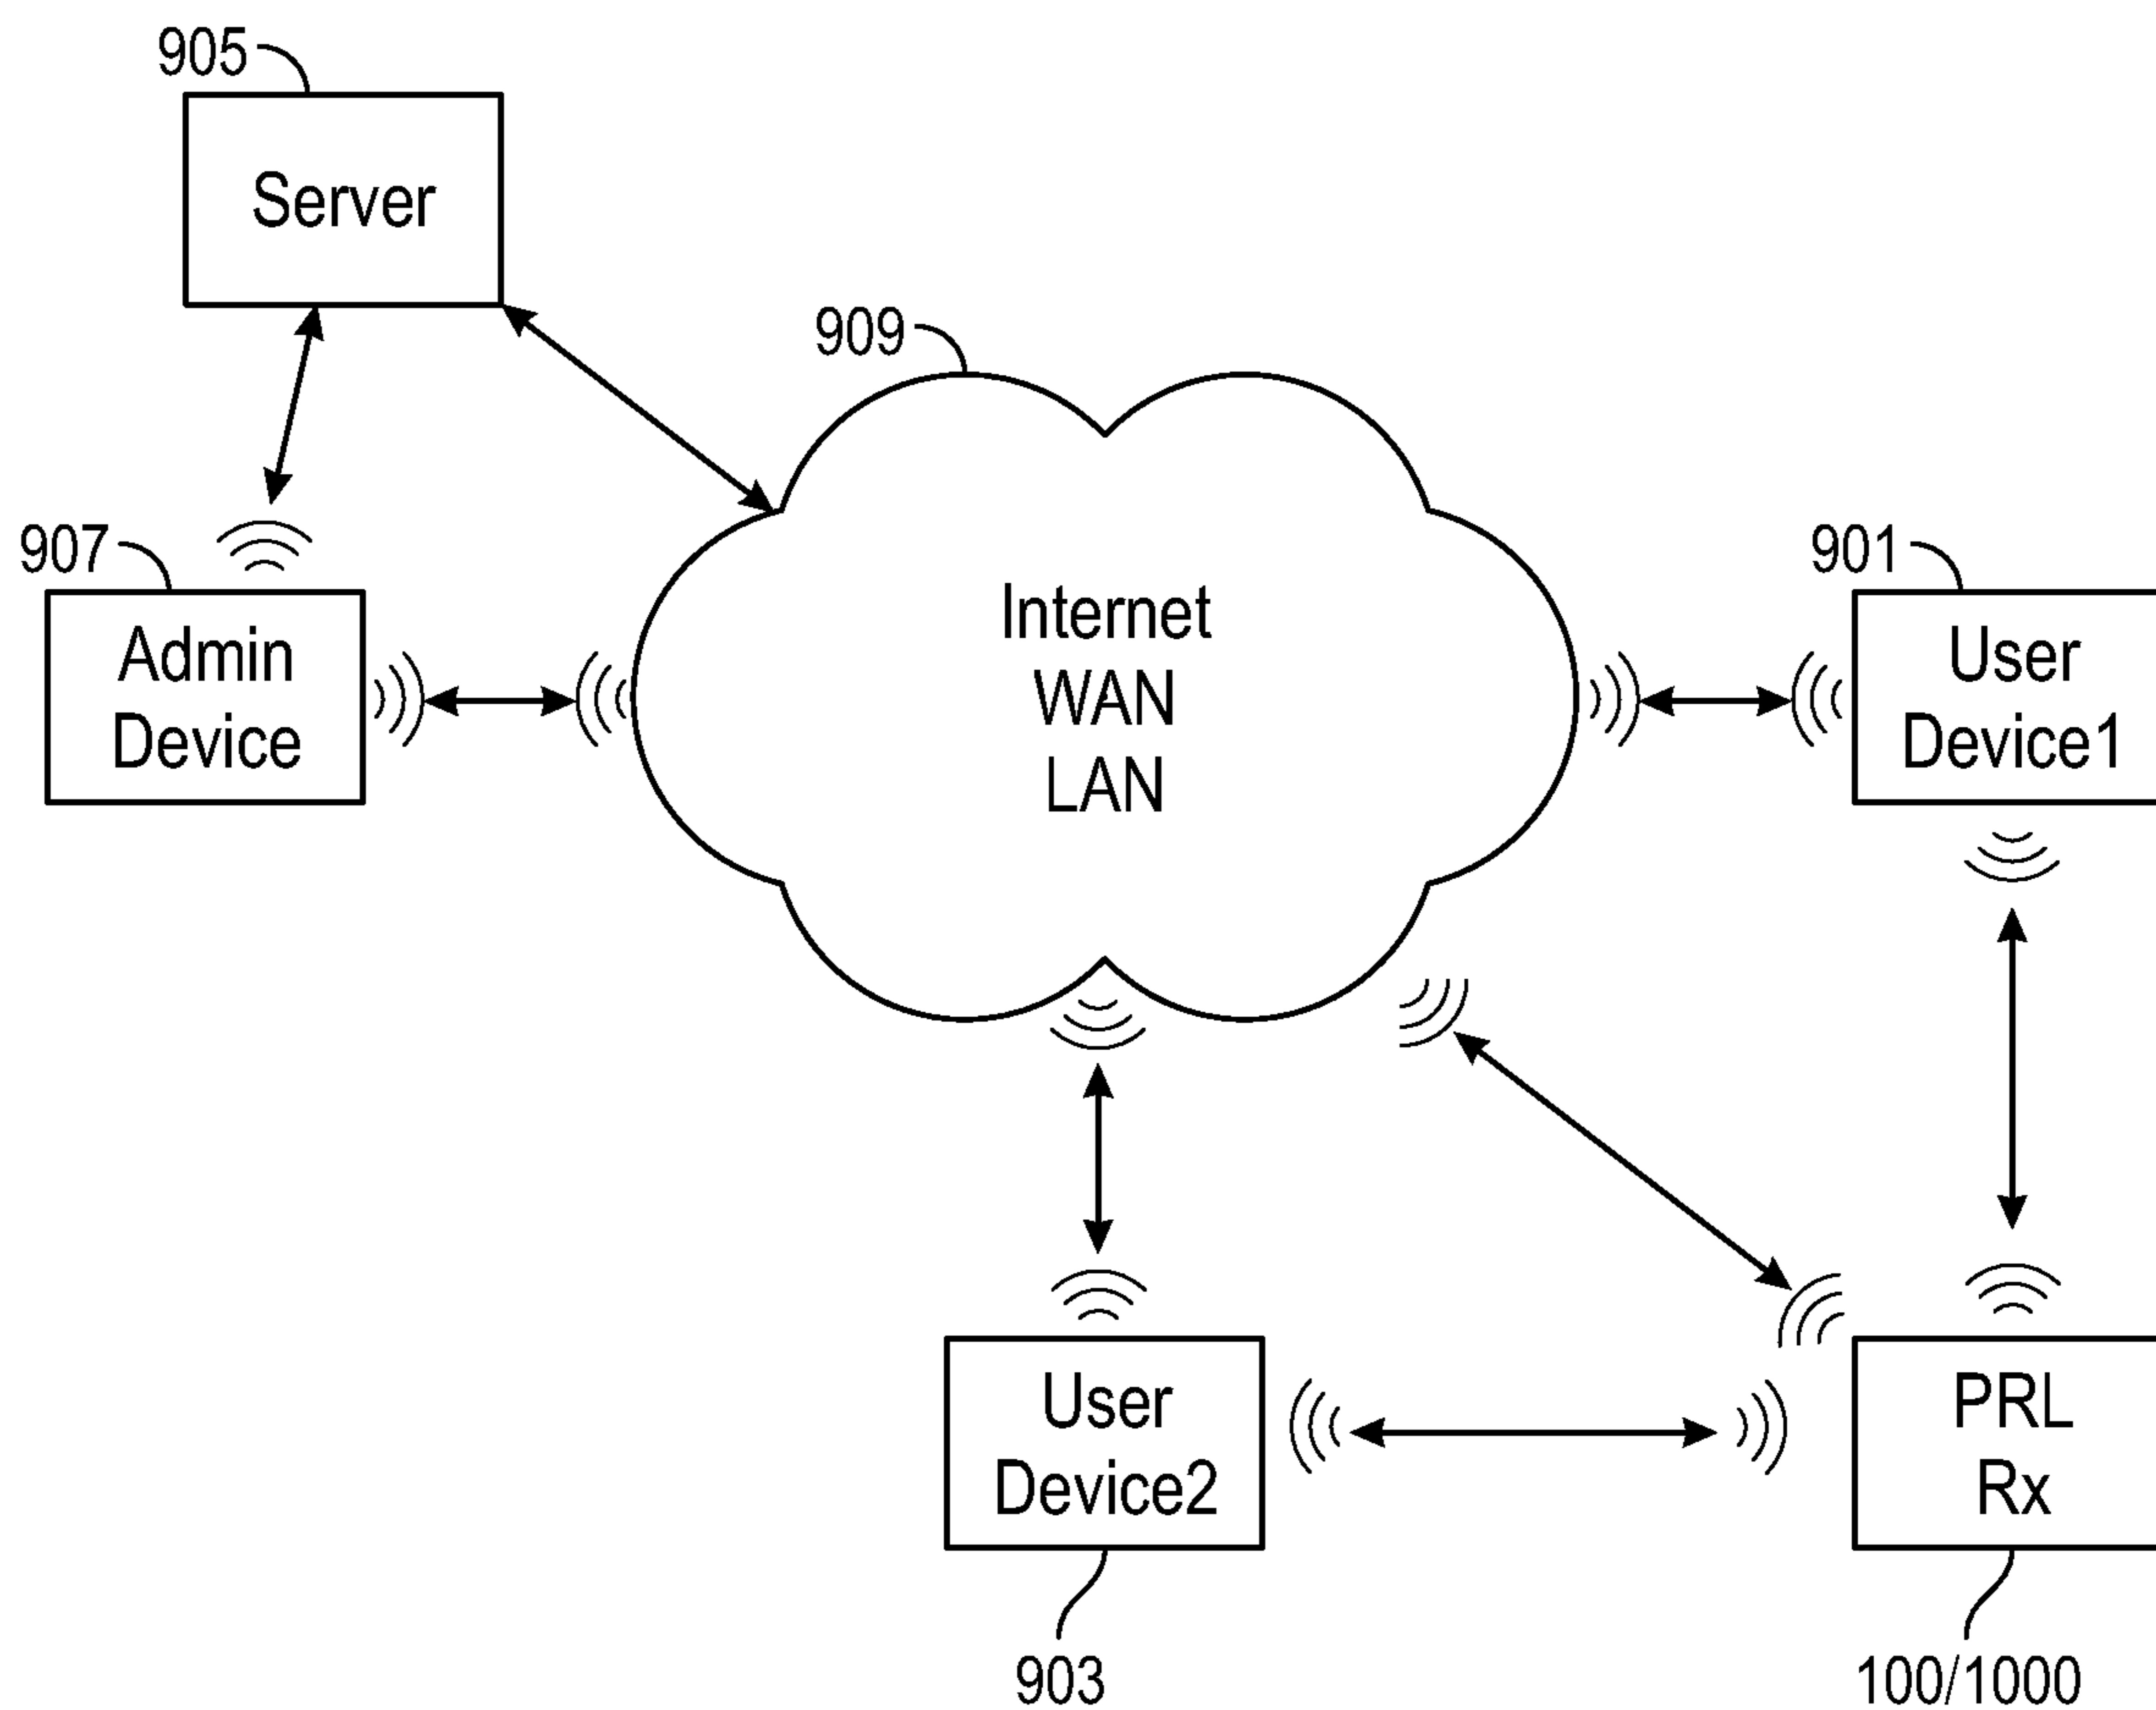 905
Server
909
907
Admin
Device
Internet
WAN
LAN
901
User
Device1
User
Device2
903
PRL
Rx
100/1000